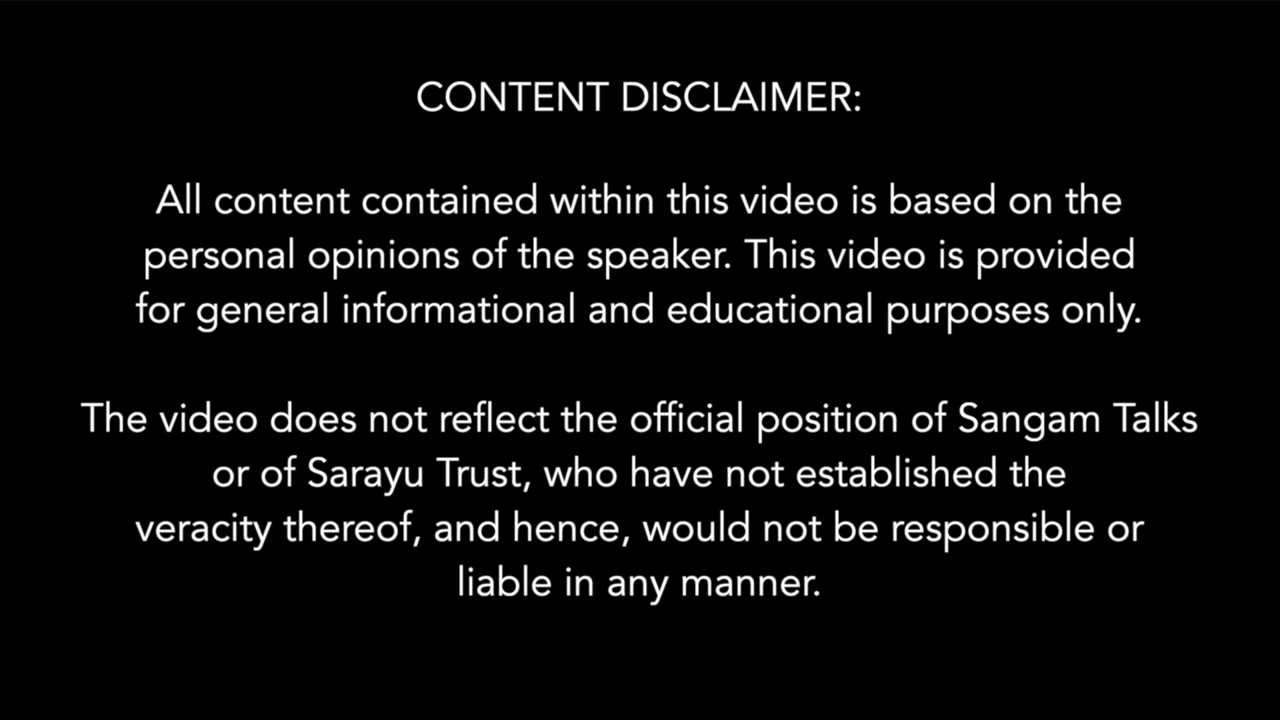 CONTENT DISCLAIMER:
All content contained within this video is based on the
personal opinions of the speaker. This video is provided
for general informational and educational purposes only.
The video does not reflect the official position of Sangam Talks
or of Sarayu Trust, who have not established the
veracity thereof, and hence, would not be responsible or
liable in any manner.